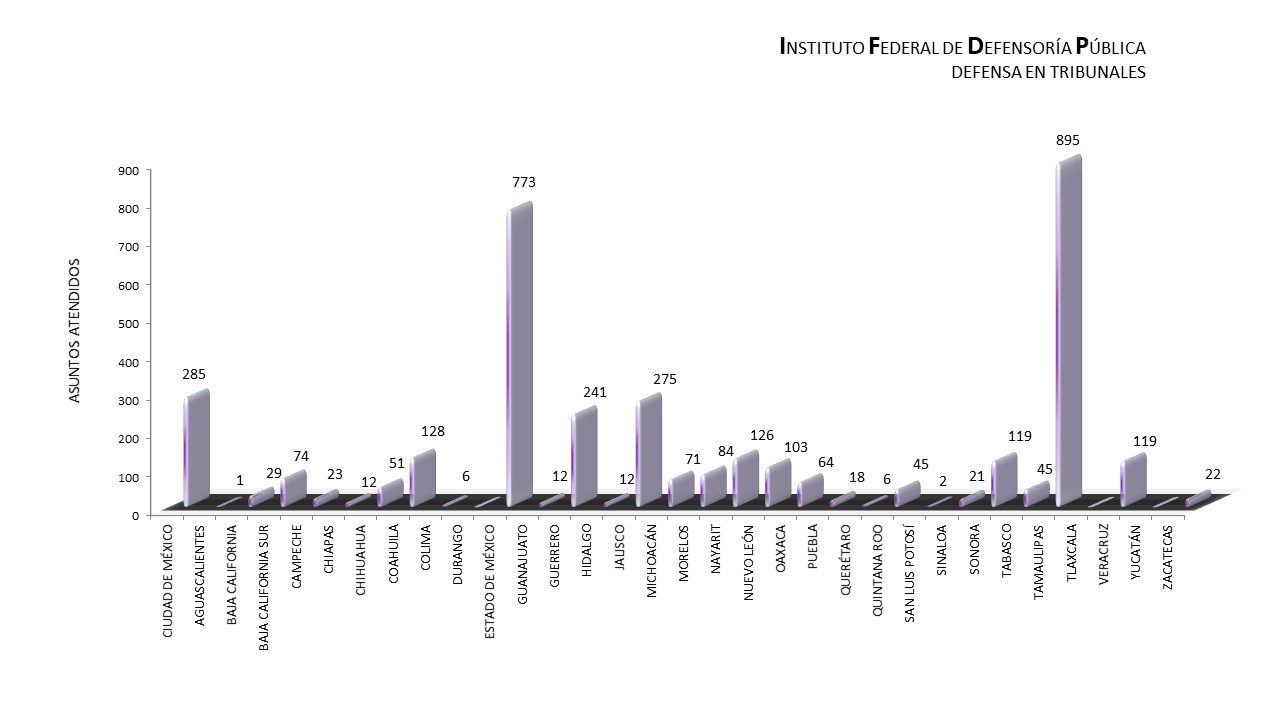 INSTITUTO FEDERAL DE DEFENSORÍA PÚBLICA
DEFENSA EN TRIBUNALES
ASUNTOS ATENDIDOS
900
800
700
600
500
400
300
200
100
0
285
1
29
74
23
12
51
128
6
773
12
241
12
275
71
84
126
103
64
18
6
45
2
21
119
45
895
119
22
CIUDAD DE MÉXICO
AGUASCALIENTES
BAJA CALIFORNIA
BAJA CALIFORNIA SUR
CAMPECHE
CHIAPAS
CHIHUAHUA
COAHUILA
COLIMA
DURANGO
ESTADO DE MÉXICO
GUANAJUATO
GUERRERO
HIDALGO
JALISCO
MICHOACÁN
MORELOS
NAYARIT
NUEVO LEÓN
OAXACA
PUEBLA
QUERÉTARO
QUINTANA ROO
SAN LUIS POTOSÍ
SINALOA
SONORA
TABASCO
TAMAULIPAS
TLAXCALA
VERACRUZ
YUCATÁN
ZACATECAS